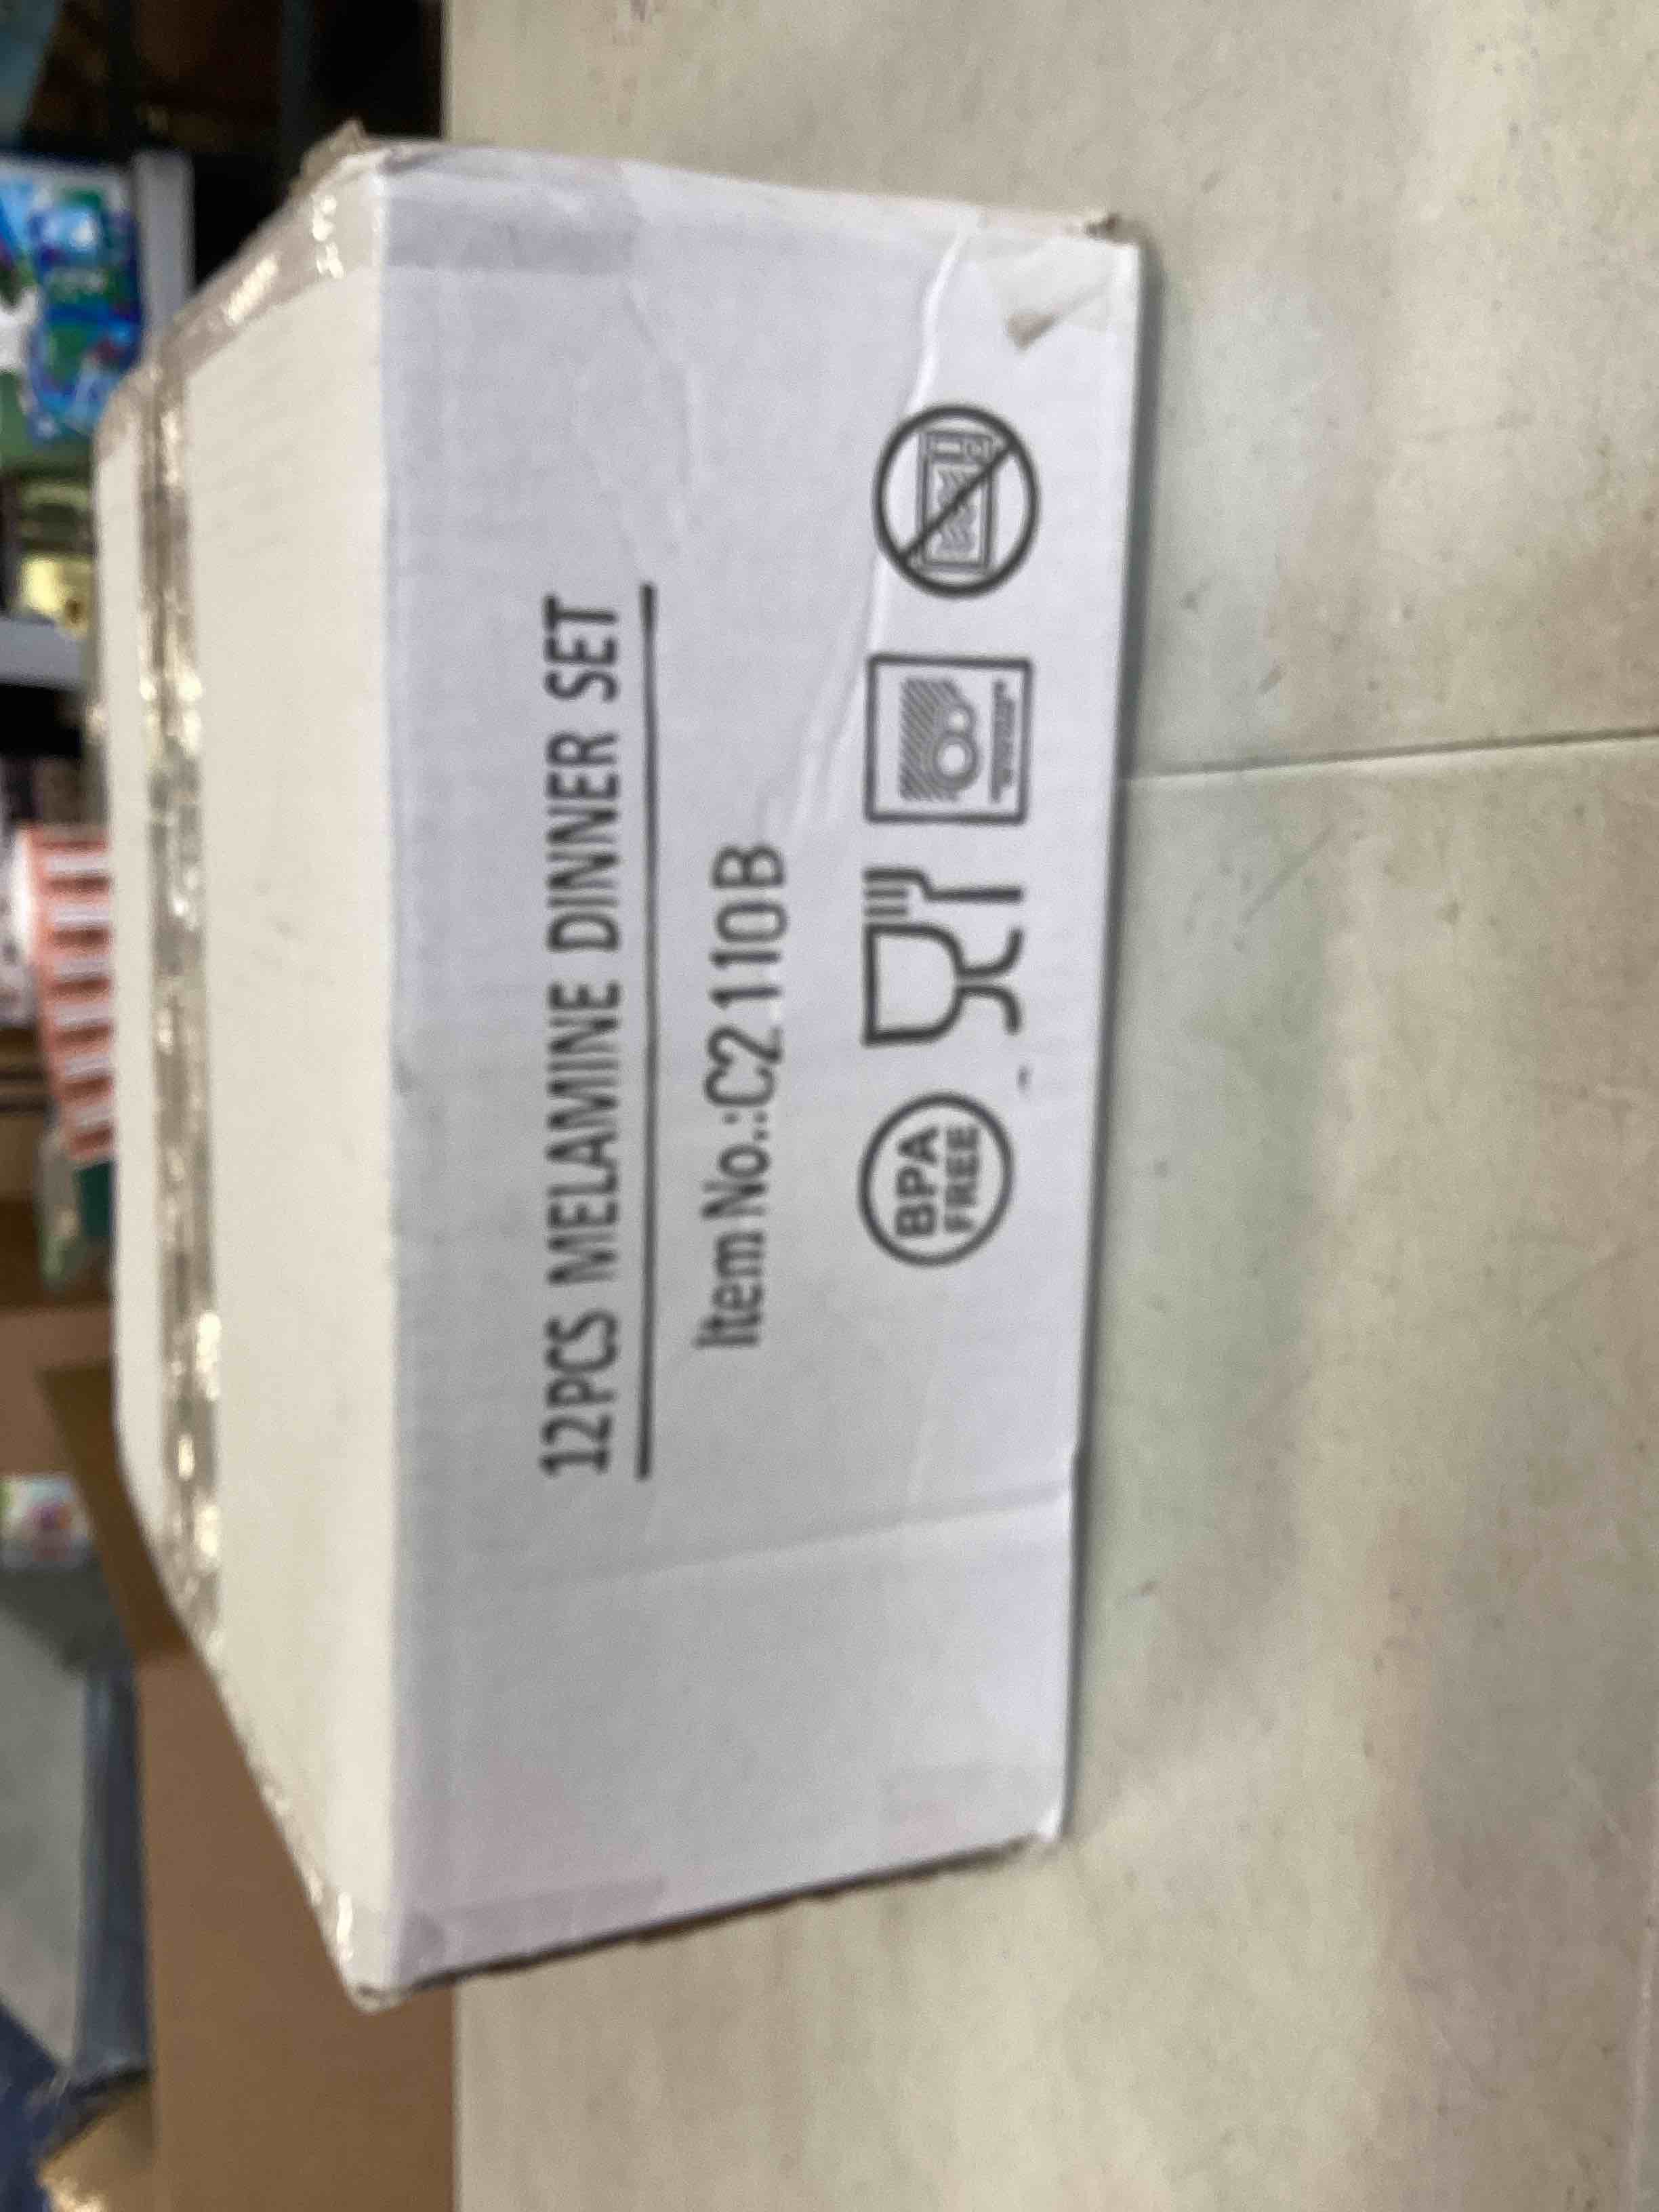 12PCS MELAMINE DINNER SET
Item No.:C2110B
BPA
FREE